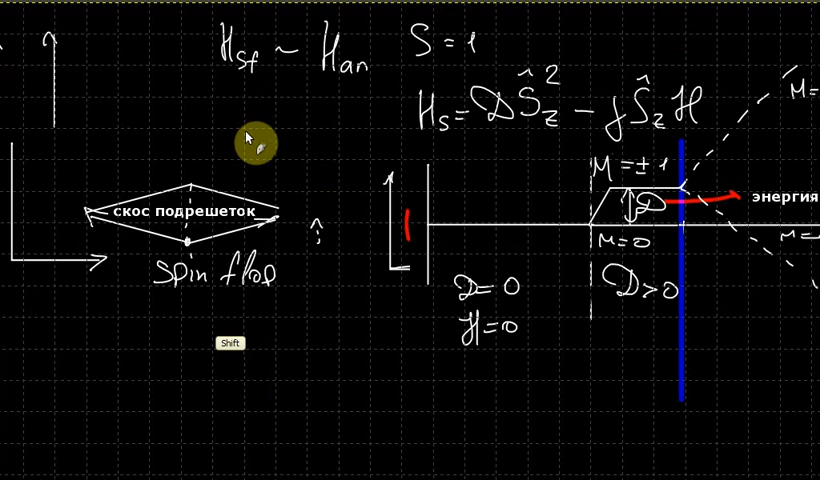 H_sf ~ H_an
S = 1
H_s = D Ŝ_z² - g Ŝ_z H
M =
M = ± 1
скос подрешеток
D
энергия
M = 0
M =
spin flop
D = 0
D > 0
H = 0
Shift